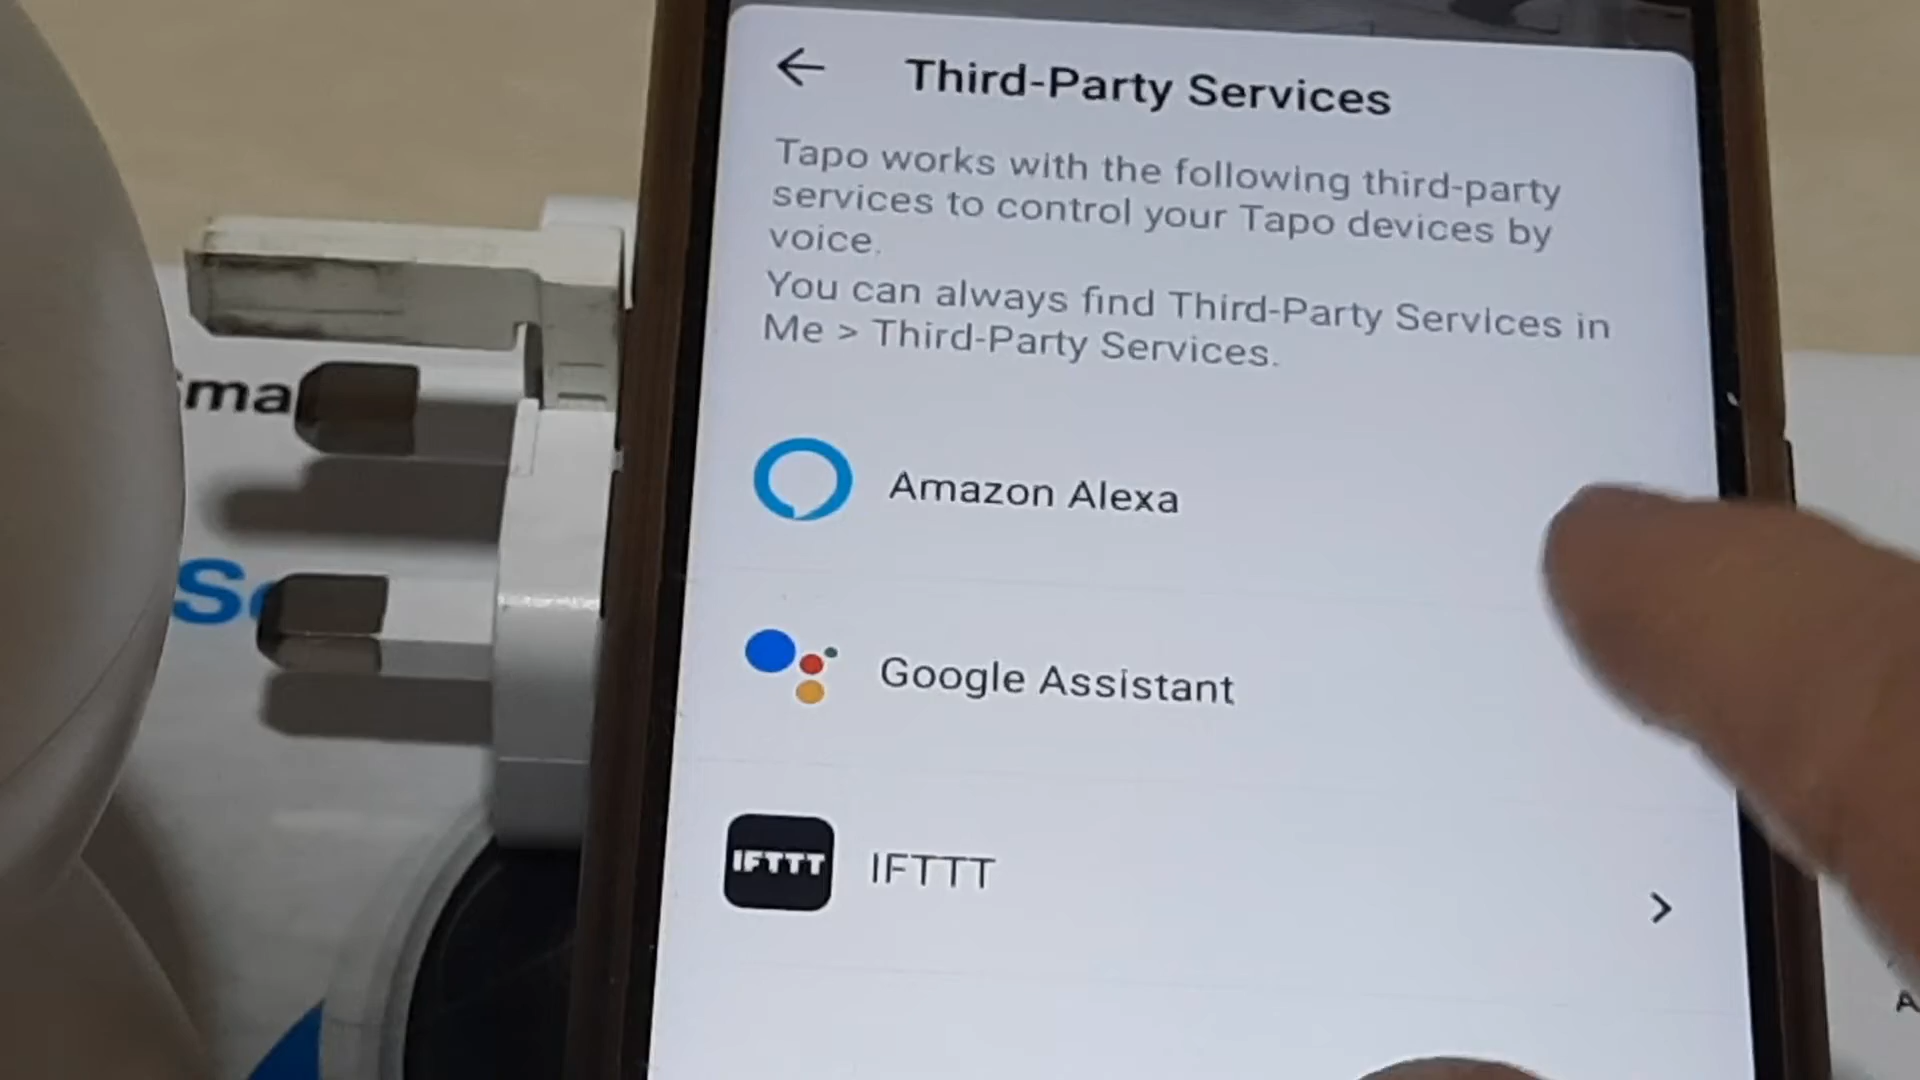 Third-Party Services
Tapo works with the following third-party
services to control your Tapo devices by
voice.
You can always find Third-Party Services in
Me > Third-Party Services.
Amazon Alexa
Google Assistant
IFTTT
IFTTT